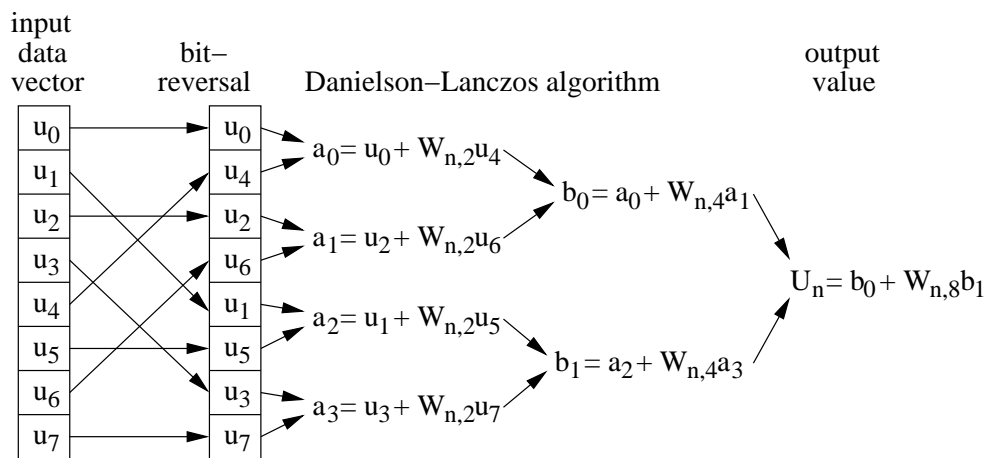 input
data
vector
bit–
reversal
Danielson–Lanczos algorithm
output
value
u0
u1
u2
u3
u4
u5
u6
u7
u0
u4
u2
u6
u1
u5
u3
u7
a0= u0+ Wn,2u4
a1= u2+ Wn,2u6
a2= u1+ Wn,2u5
a3= u3+ Wn,2u7
b0= a0+ Wn,4a1
b1= a2+ Wn,4a3
Un= b0+ Wn,8b1